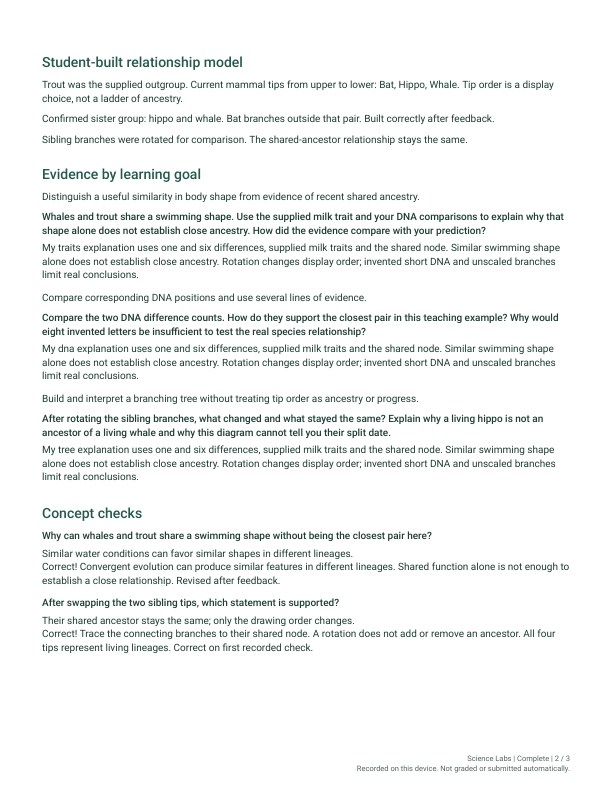 Student-built relationship model
Trout was the supplied outgroup. Current mammal tips from upper to lower: Bat, Hippo, Whale. Tip order is a display
choice, not a ladder of ancestry.
Confirmed sister group: hippo and whale. Bat branches outside that pair. Built correctly after feedback.
Sibling branches were rotated for comparison. The shared-ancestor relationship stays the same.
Evidence by learning goal
Distinguish a useful similarity in body shape from evidence of recent shared ancestry.
Whales and trout share a swimming shape. Use the supplied milk trait and your DNA comparisons to explain why that
shape alone does not establish close ancestry. How did the evidence compare with your prediction?
My traits explanation uses one and six differences, supplied milk traits and the shared node. Similar swimming shape
alone does not establish close ancestry. Rotation changes display order; invented short DNA and unscaled branches
limit real conclusions.
Compare corresponding DNA positions and use several lines of evidence.
Compare the two DNA difference counts. How do they support the closest pair in this teaching example? Why would
eight invented letters be insufficient to test the real species relationship?
My dna explanation uses one and six differences, supplied milk traits and the shared node. Similar swimming shape
alone does not establish close ancestry. Rotation changes display order; invented short DNA and unscaled branches
limit real conclusions.
Build and interpret a branching tree without treating tip order as ancestry or progress.
After rotating the sibling branches, what changed and what stayed the same? Explain why a living hippo is not an
ancestor of a living whale and why this diagram cannot tell you their split date.
My tree explanation uses one and six differences, supplied milk traits and the shared node. Similar swimming shape
alone does not establish close ancestry. Rotation changes display order; invented short DNA and unscaled branches
limit real conclusions.
Concept checks
Why can whales and trout share a swimming shape without being the closest pair here?
Similar water conditions can favor similar shapes in different lineages.
Correct! Convergent evolution can produce similar features in different lineages. Shared function alone is not enough to
establish a close relationship. Revised after feedback.
After swapping the two sibling tips, which statement is supported?
Their shared ancestor stays the same; only the drawing order changes.
Correct! Trace the connecting branches to their shared node. A rotation does not add or remove an ancestor. All four
tips represent living lineages. Correct on first recorded check.
Science Labs | Complete | 2 / 3
Recorded on this device. Not graded or submitted automatically.